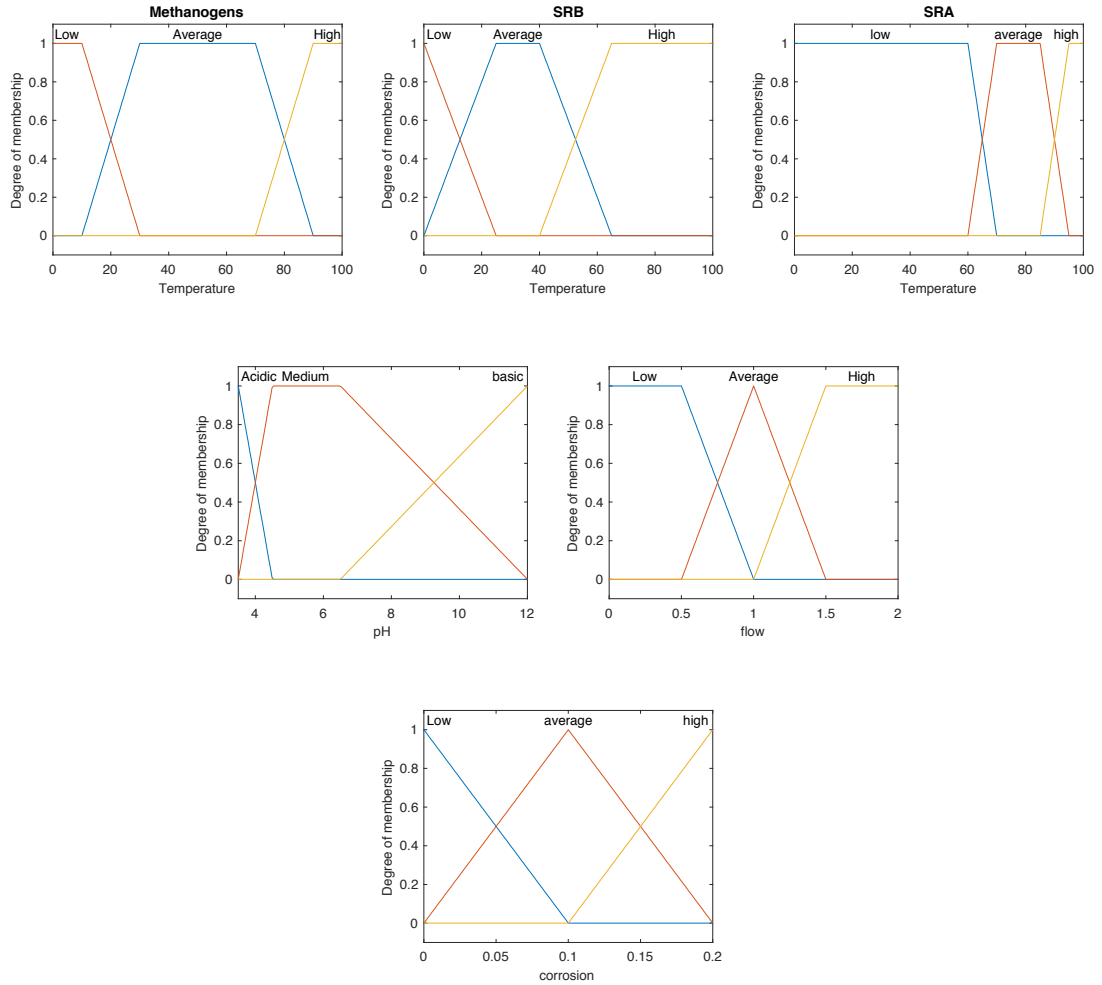 Methanogens
Low Average High
1
0.8
0.6
0.4
0.2
0
0 20 40 60 80 100
Degree of membership
Temperature
SRB
Low Average High
1
0.8
0.6
0.4
0.2
0
0 20 40 60 80 100
Degree of membership
Temperature
SRA
low average high
1
0.8
0.6
0.4
0.2
0
0 20 40 60 80 100
Degree of membership
Temperature
Acidic Medium basic
1
0.8
0.6
0.4
0.2
0
4 6 8 10 12
Degree of membership
pH
Low Average High
1
0.8
0.6
0.4
0.2
0
0 0.5 1 1.5 2
Degree of membership
flow
Low average high
1
0.8
0.6
0.4
0.2
0
0 0.05 0.1 0.15 0.2
Degree of membership
corrosion